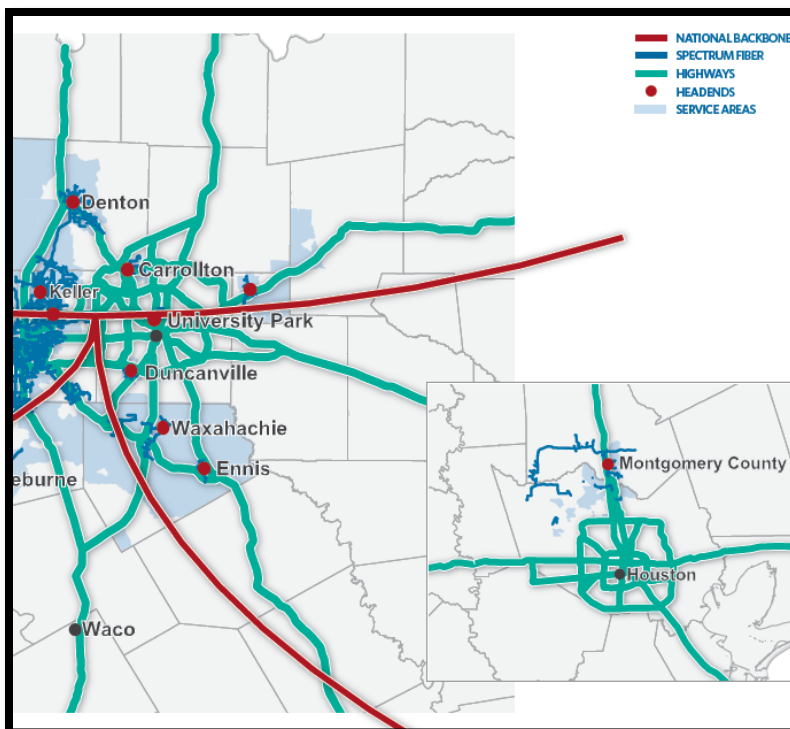 NATIONAL BACKBONE
SPECTRUM FIBER
HIGHWAYS
HEADENDS
SERVICE AREAS
Denton
Carrollton
Keller
University Park
Duncanville
Waxahachie
Ennis
eburne
Waco
Montgomery County
Houston